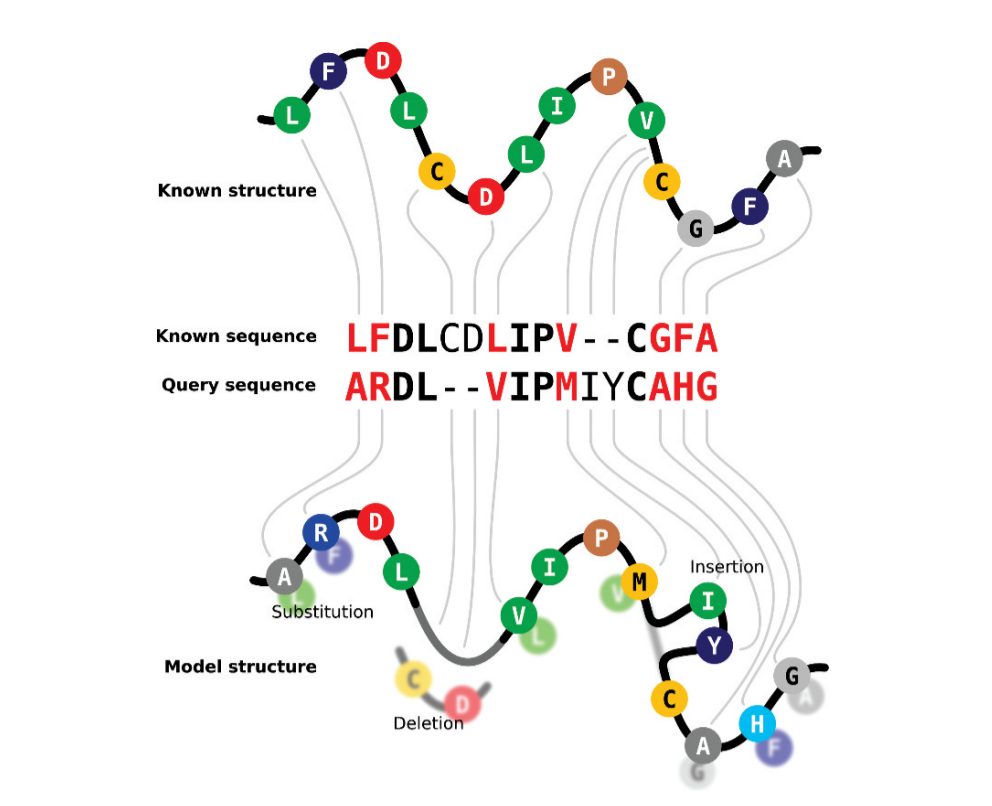 F D
L L
C D L
I P V
C G F A
Known structure
Known sequence LFDLCDLIPV--CGFA
Query sequence ARDL--VIPMIYCAHG
A R D L
L F
Substitution
V I P M
L V
Insertion
I
Y
Model structure
C D
Deletion
C
A H G
G F A